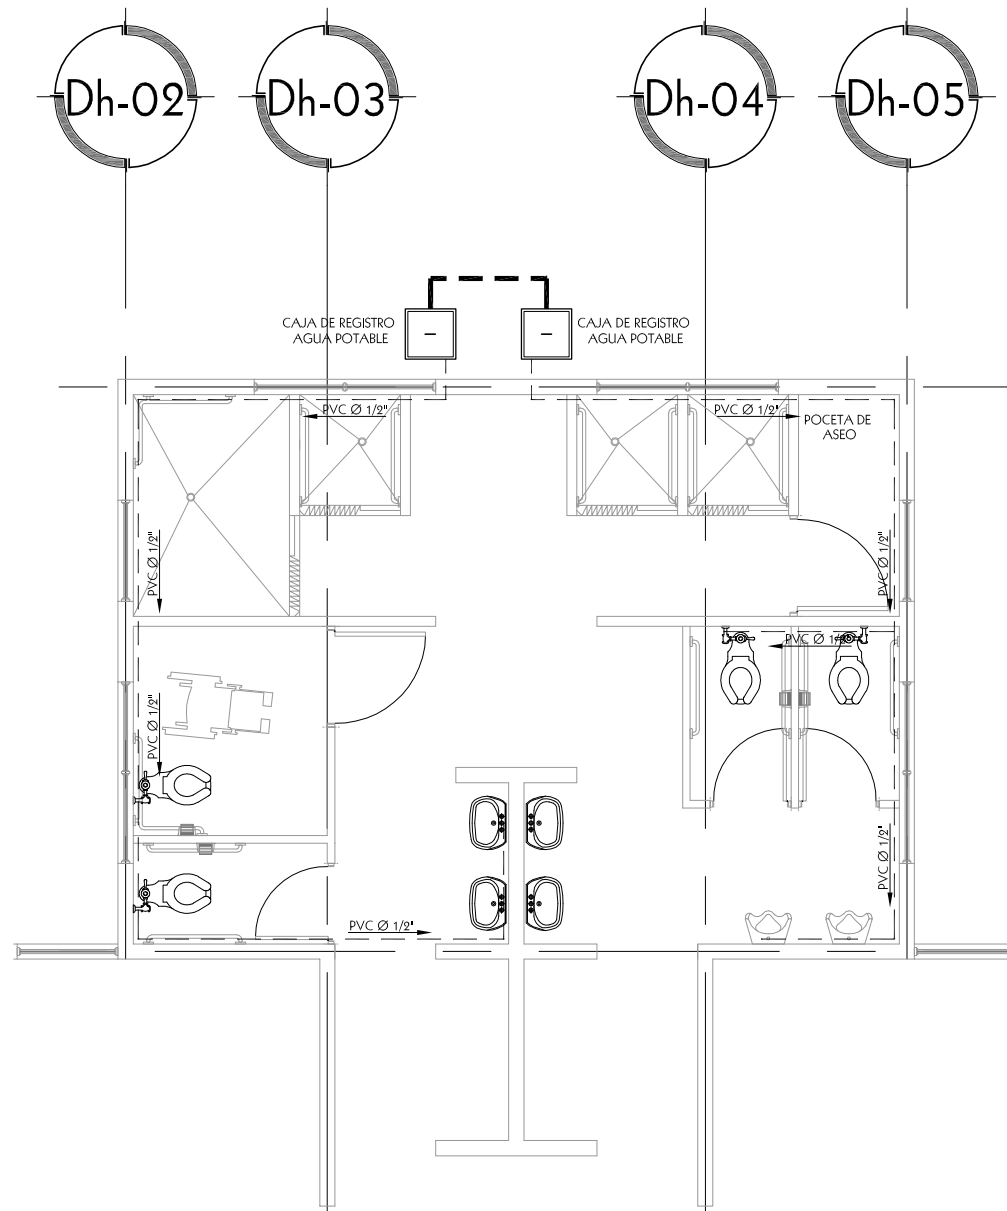 Dh-02
Dh-03
Dh-04
Dh-05
CAJA DE REGISTRO
AGUA POTABLE
CAJA DE REGISTRO
AGUA POTABLE
PVC Ø 1/2"
PVC Ø 1/2"
POCETA DE
ASEO
PVC Ø 1/2"
PVC Ø 1/2"
PVC Ø 1/2"
PVC Ø 1/2"
PVC Ø 1/2"
PVC Ø 1/2"